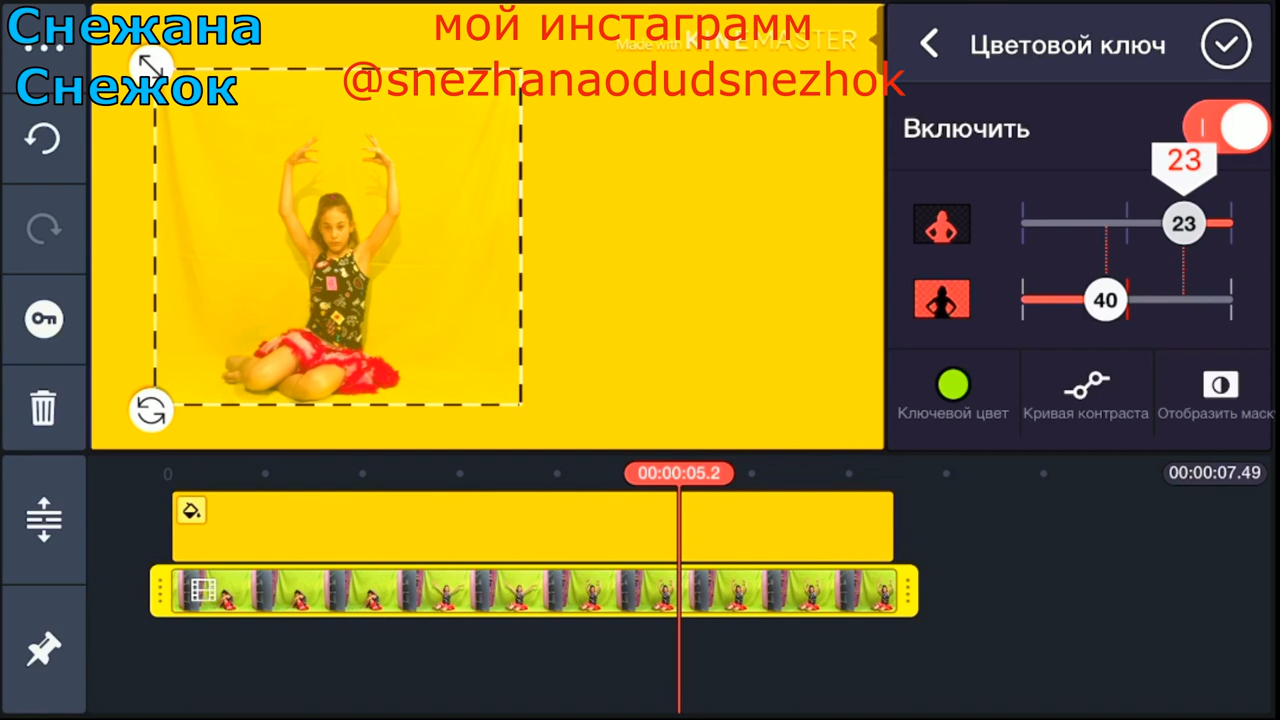 Снежана
Снежок
мой инстаграмм
@snezhanaodudsnezhok
Made with KINEMASTER
Цветовой ключ
Включить
23
23
40
Ключевой цвет
Кривая контраста
Отобразить маск
0
00:00:05.2
00:00:07.49